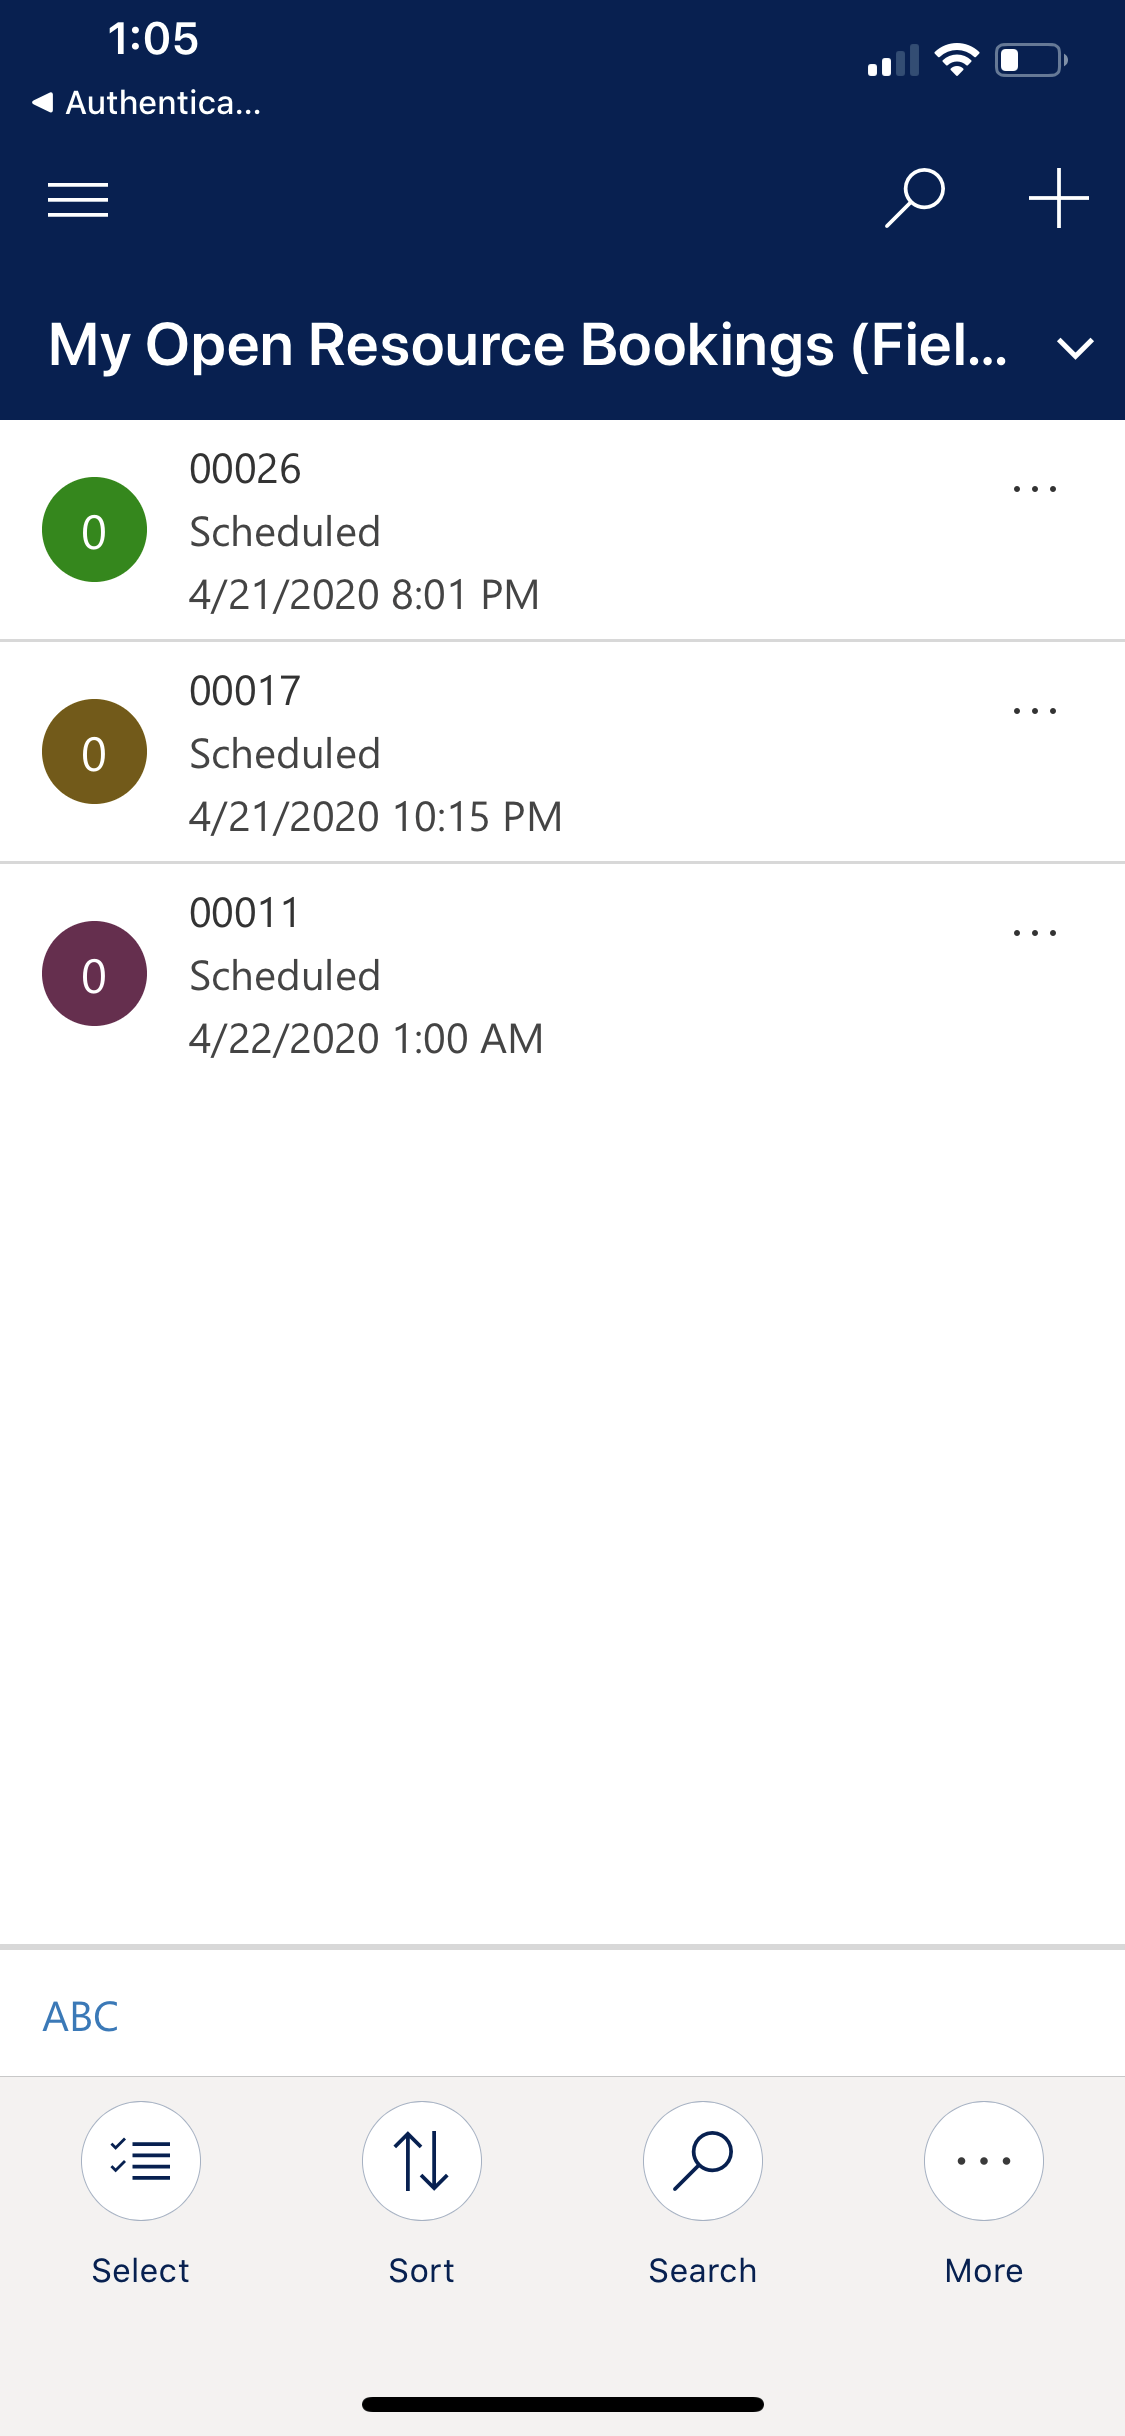 1:05
◀ Authentica...
My Open Resource Bookings (Fiel...
00026
0
Scheduled
4/21/2020 8:01 PM
00017
0
Scheduled
4/21/2020 10:15 PM
00011
0
Scheduled
4/22/2020 1:00 AM
ABC
Select Sort Search More